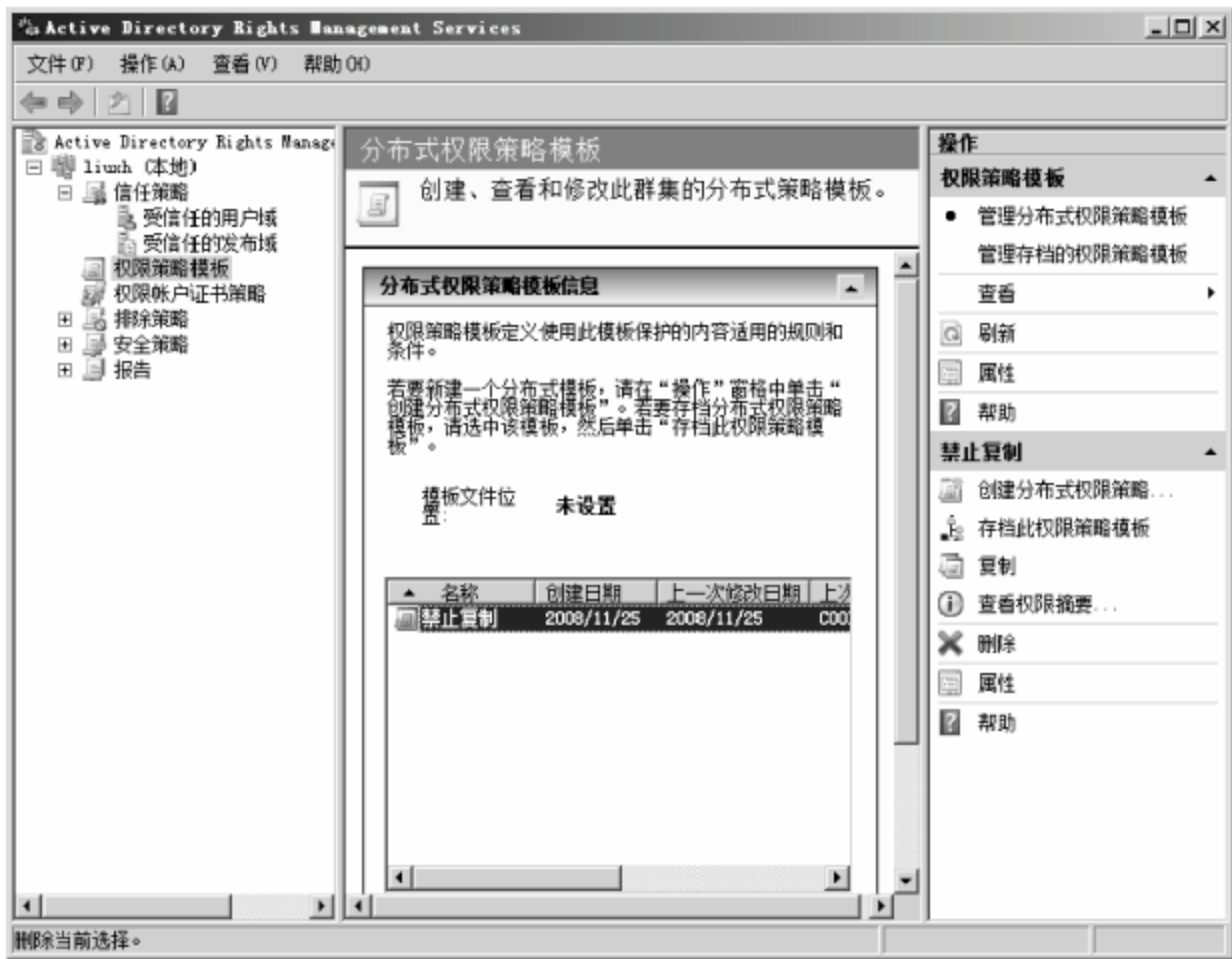 Active Directory Rights Management Services
文件(F) 操作(A) 查看(V) 帮助(H)
Active Directory Rights Manage
liuxh (本地)
信任策略
受信任的用户域
受信任的发布域
权限策略模板
权限帐户证书策略
排除策略
安全策略
报告
分布式权限策略模板
创建、查看和修改此群集的分布式策略模板。
分布式权限策略模板信息
权限策略模板定义使用此模板保护的内容适用的规则和
条件。
若要新建一个分布式模板，请在“操作”窗格中单击“
创建分布式权限策略模板”。若要存档分布式权限策略
模板，请选中该模板，然后单击“存档此权限策略模
板”。
模板文件位
置:
未设置
名称 创建日期 上一次修改日期 上次
禁止复制 2008/11/25 2008/11/25
操作
权限策略模板
管理分布式权限策略模板
管理存档的权限策略模板
查看
刷新
属性
帮助
禁止复制
创建分布式权限策略...
存档此权限策略模板
复制
查看权限摘要...
删除
属性
帮助
删除当前选择。